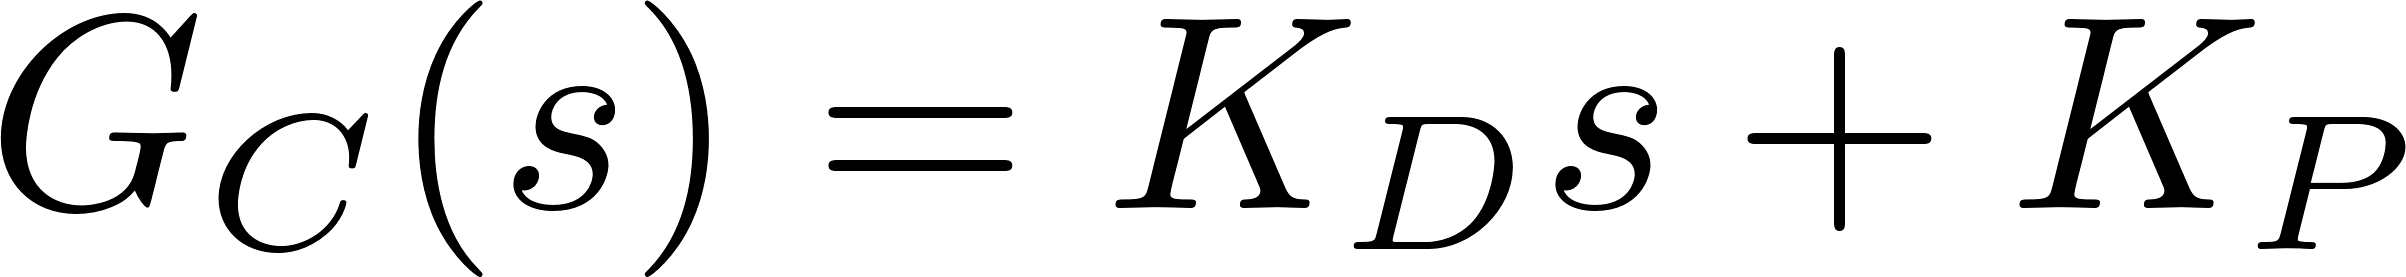 G_C(s) = K_D s + K_P